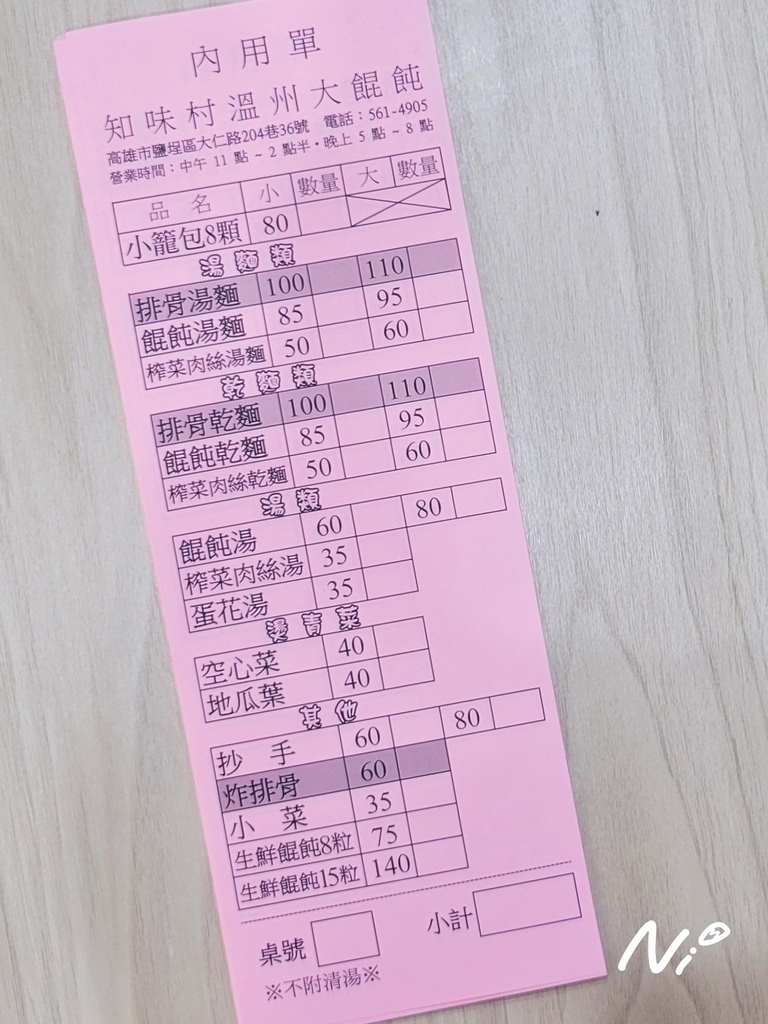 內用單
知味村溫州大餛飩
高雄市鹽埕區大仁路204巷36號 電話：561-4905
營業時間：中午 11 點 ~ 2 點半・晚上 5 點 ~ 8 點
品名 小 數量 大 數量
小籠包8顆 80
湯麵類
排骨湯麵 100 110
餛飩湯麵 85 95
榨菜肉絲湯麵 50 60
乾麵類
排骨乾麵 100 110
餛飩乾麵 85 95
榨菜肉絲乾麵 50 60
湯類
餛飩湯 60 80
榨菜肉絲湯 35
蛋花湯 35
燙青菜
空心菜 40
地瓜葉 40
其他
抄手 60 80
炸排骨 60
小菜 35
生鮮餛飩8粒 75
生鮮餛飩15粒 140
桌號 小計
※不附清湯※
Ni